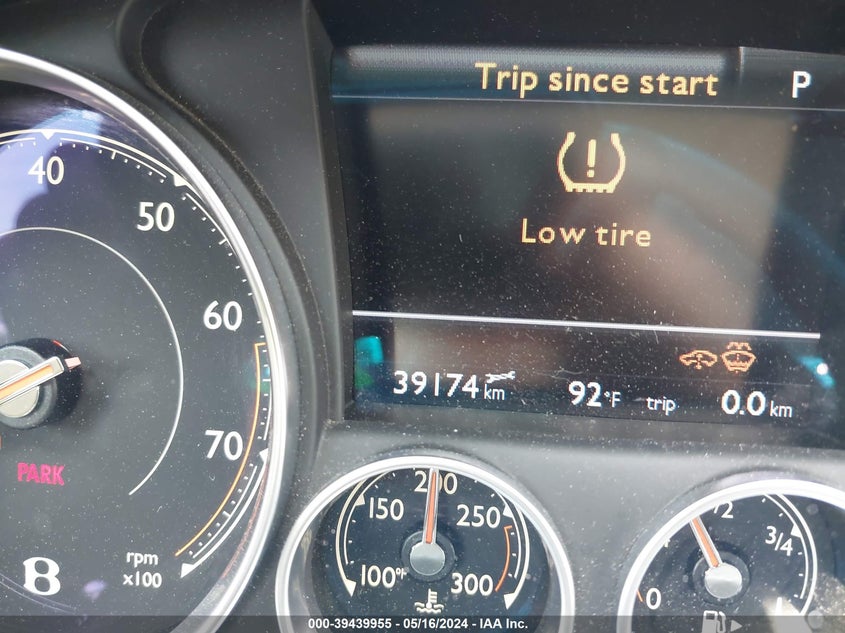 Trip since start P
!
Low tire
39174 km 92°F trip 0.0 km
40
50
60
70
PARK
B
rpm
x100
100°F
150
200
250
300
0
1/2
3/4
000-39439955 - 05/16/2024 - IAA Inc.